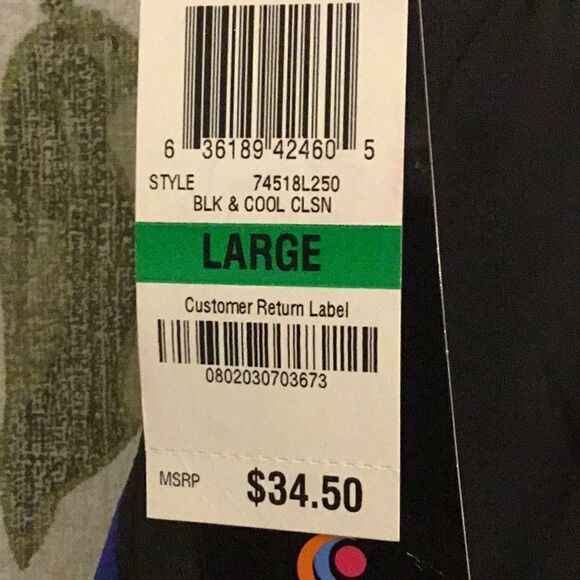 6 36189 42460 5
STYLE 74518L250
BLK & COOL CLSN
LARGE
Customer Return Label
0802030703673
MSRP $34.50